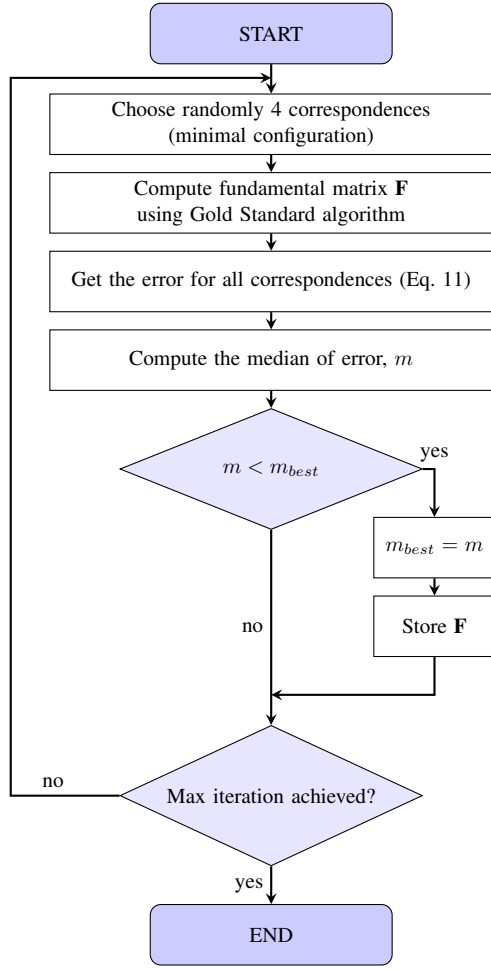 START
Choose randomly 4 correspondences
(minimal configuration)
Compute fundamental matrix F
using Gold Standard algorithm
Get the error for all correspondences (Eq. 11)
Compute the median of error, m
m < m_best
yes
m_best = m
Store F
no
Max iteration achieved?
no
yes
END